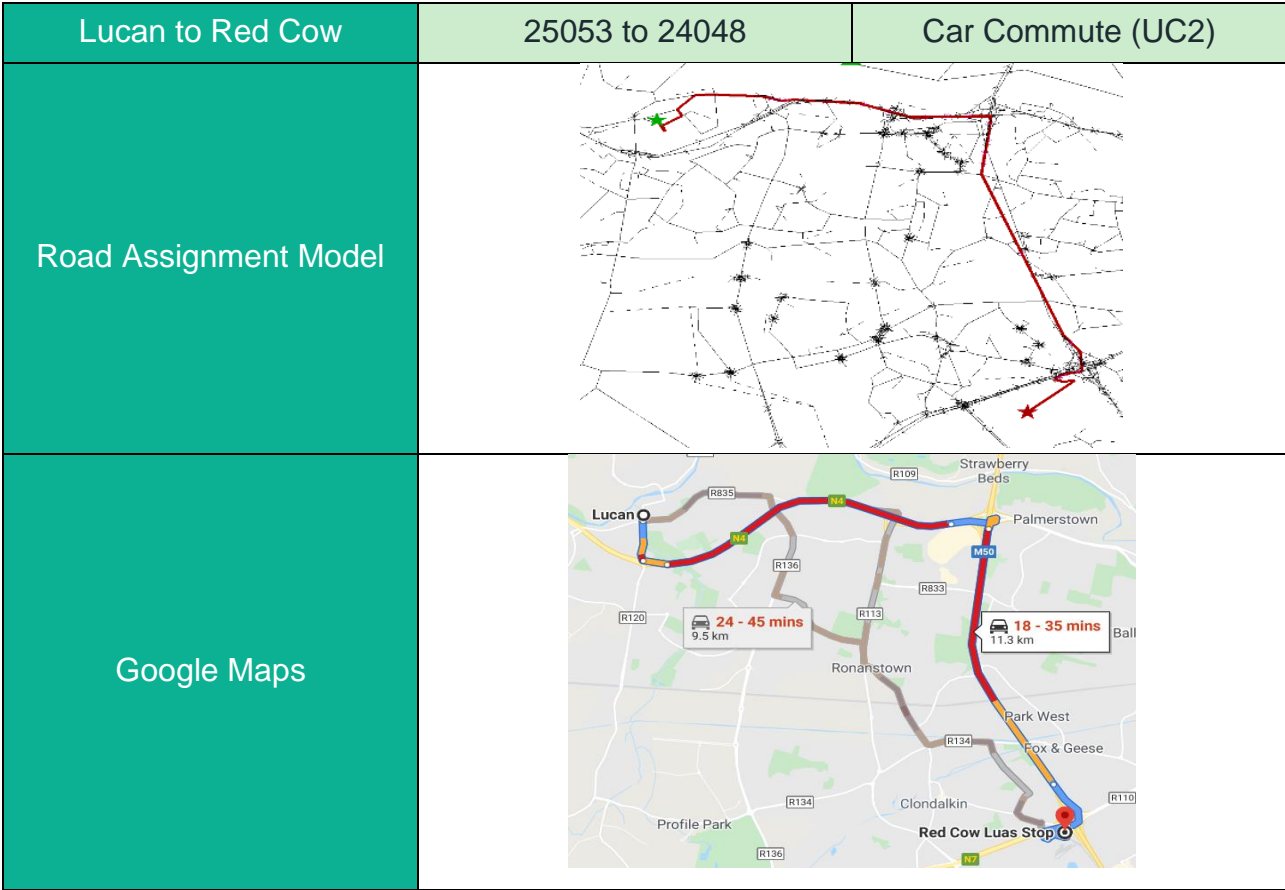 Lucan to Red Cow
25053 to 24048
Car Commute (UC2)
Road Assignment Model
Google Maps
Strawberry
Beds
R109
R835
N4
Lucan
Palmerstown
N4
M50
R136
R833
R120
R113
24 - 45 mins
9.5 km
18 - 35 mins
11.3 km
Ball
Ronanstown
Park West
R134
Fox & Geese
R134
Clondalkin
R110
Profile Park
Red Cow Luas Stop
R136
N7